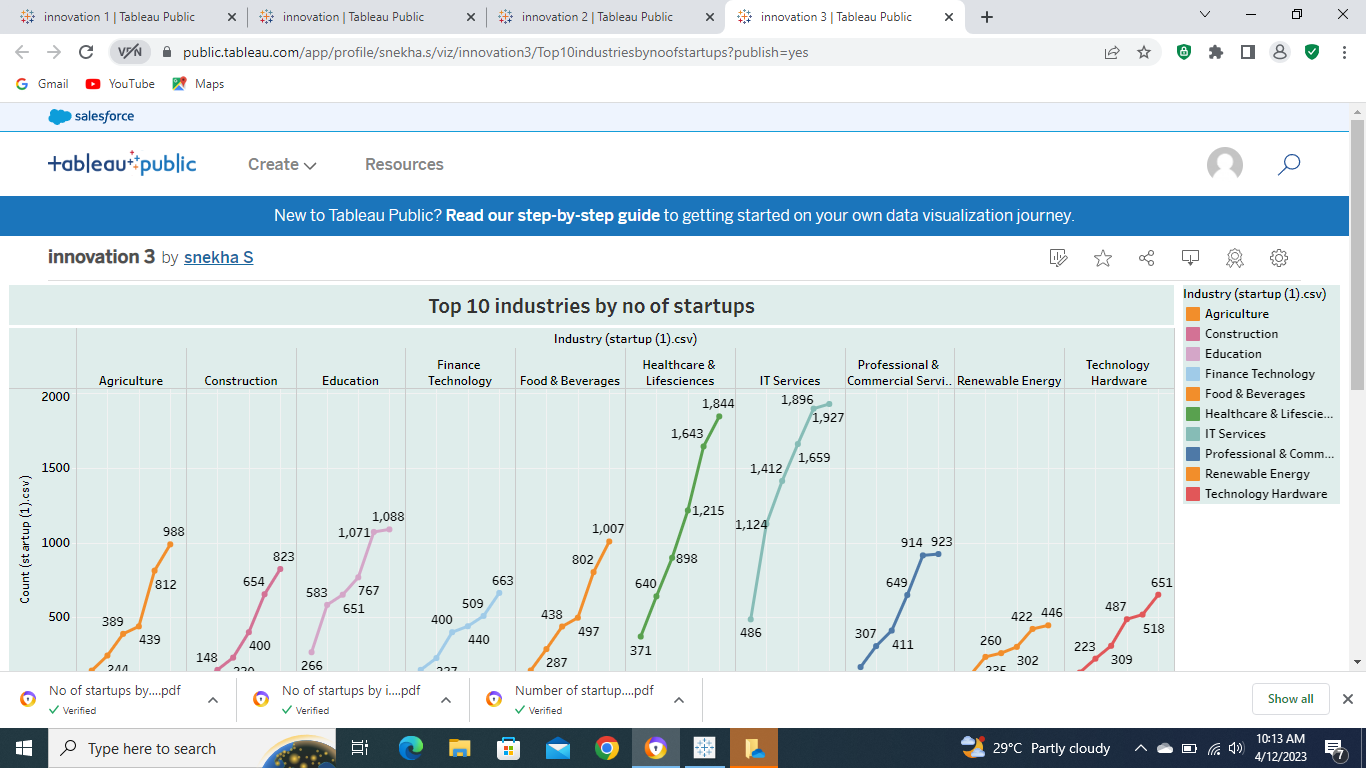 innovation 1 | Tableau Public
innovation | Tableau Public
innovation 2 | Tableau Public
innovation 3 | Tableau Public
VPN
public.tableau.com/app/profile/snekha.s/viz/innovation3/Top10industriesbynoofstartups?publish=yes
Gmail
YouTube
Maps
salesforce
tableau public
Create
Resources
New to Tableau Public? Read our step-by-step guide to getting started on your own data visualization journey.
innovation 3 by snekha S
Top 10 industries by no of startups
Industry (startup (1).csv)
Agriculture
Construction
Education
Finance
Technology
Food & Beverages
Healthcare &
Lifesciences
IT Services
Professional &
Commercial Servi..
Renewable Energy
Technology
Hardware
Count (startup (1).csv)
2000
1500
1000
500
988
812
389
439
244
823
654
400
148
1,088
1,071
583
767
651
266
663
509
400
440
1,007
802
438
497
287
1,844
1,643
1,215
898
640
371
1,896
1,927
1,659
1,412
1,124
486
914
923
649
307
411
446
422
260
302
651
487
518
223
309
Industry (startup (1).csv)
Agriculture
Construction
Education
Finance Technology
Food & Beverages
Healthcare & Lifescie...
IT Services
Professional & Comm...
Renewable Energy
Technology Hardware
No of startups by....pdf
Verified
No of startups by i....pdf
Verified
Number of startup....pdf
Verified
Show all
Type here to search
29°C Partly cloudy
10:13 AM
4/12/2023
7